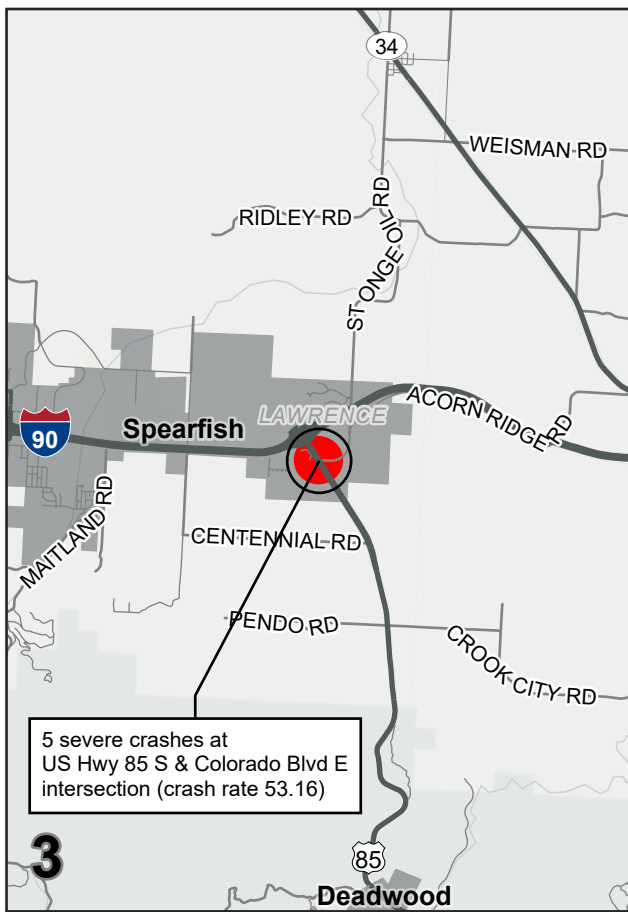 34
WEISMAN RD
RIDLEY RD
ST ONGE OIL RD
LAWRENCE
ACORN RIDGE RD
90
Spearfish
MAITLAND RD
CENTENNIAL RD
PENDO RD
CROOK CITY RD
5 severe crashes at
US Hwy 85 S & Colorado Blvd E
intersection (crash rate 53.16)
3
85
Deadwood